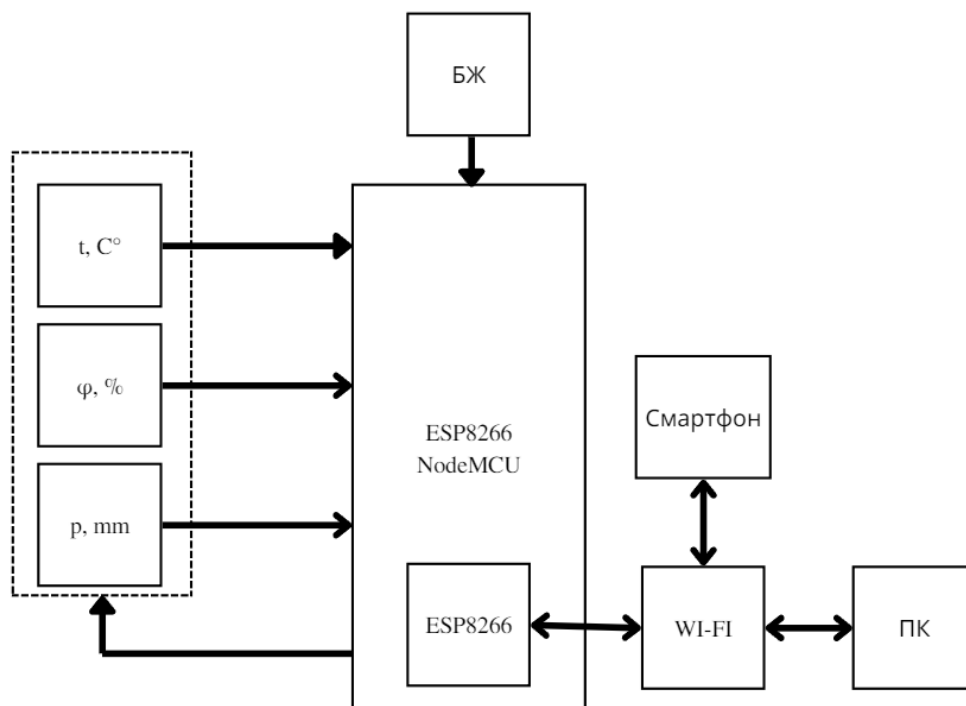 БЖ
t, C°
φ, %
p, mm
ESP8266
NodeMCU
ESP8266
Смартфон
WI-FI
ПК